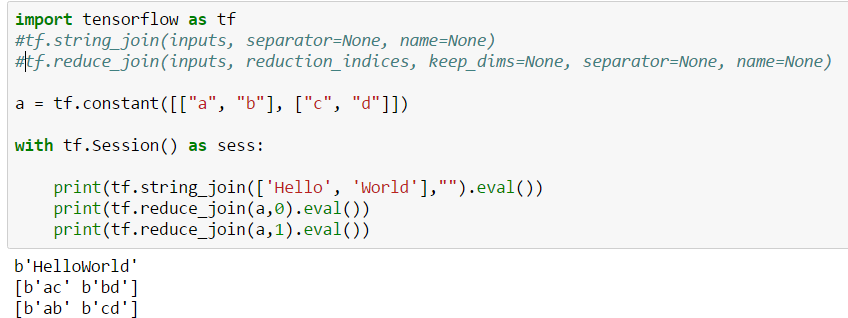 import tensorflow as tf
#tf.string_join(inputs, separator=None, name=None)
#tf.reduce_join(inputs, reduction_indices, keep_dims=None, separator=None, name=None)
a = tf.constant([["a", "b"], ["c", "d"]])
with tf.Session() as sess:
    print(tf.string_join(['Hello', 'World'],"").eval())
    print(tf.reduce_join(a,0).eval())
    print(tf.reduce_join(a,1).eval())
b'HelloWorld'
[b'ac' b'bd']
[b'ab' b'cd']